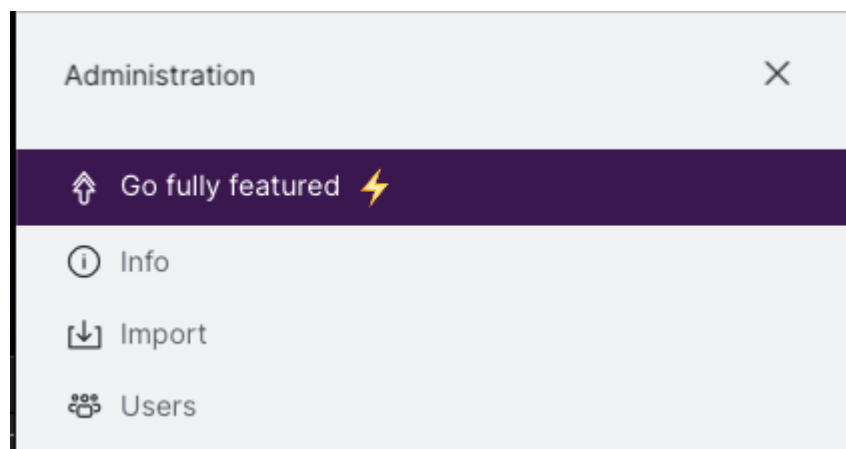 Administration
Go fully featured ⚡
Info
Import
Users